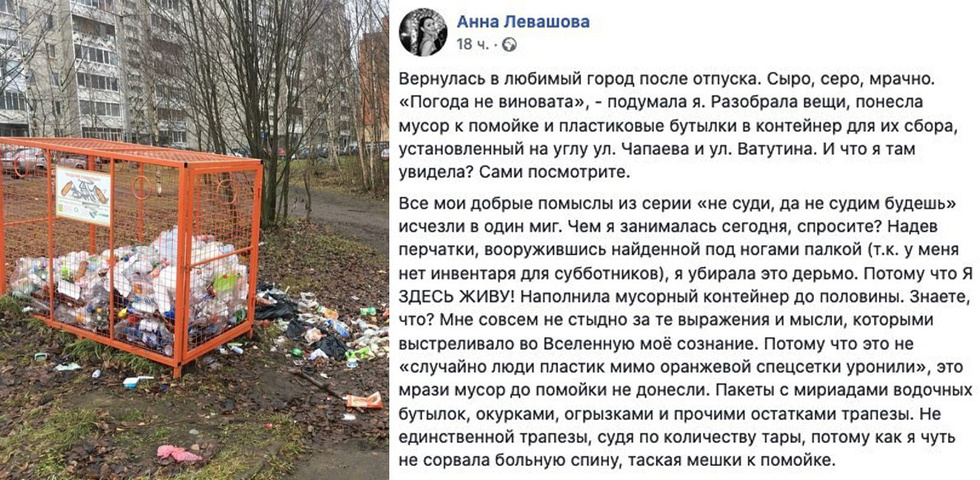 Анна Левашова
18 ч. ·
Вернулась в любимый город после отпуска. Сыро, серо, мрачно.
«Погода не виновата», - подумала я. Разобрала вещи, понесла
мусор к помойке и пластиковые бутылки в контейнер для их сбора,
установленный на углу ул. Чапаева и ул. Ватутина. И что я там
увидела? Сами посмотрите.
Все мои добрые помыслы из серии «не суди, да не судим будешь»
исчезли в один миг. Чем я занималась сегодня, спросите? Надев
перчатки, вооружившись найденной под ногами палкой (т.к. у меня
нет инвентаря для субботников), я убирала это дерьмо. Потому что Я
ЗДЕСЬ ЖИВУ! Наполнила мусорный контейнер до половины. Знаете,
что? Мне совсем не стыдно за те выражения и мысли, которыми
выстреливало во Вселенную моё сознание. Потому что это не
«случайно люди пластик мимо оранжевой спецсетки уронили», это
мрази мусор до помойки не донесли. Пакеты с мириадами водочных
бутылок, окурками, огрызками и прочими остатками трапезы. Не
единственной трапезы, судя по количеству тары, потому как я чуть
не сорвала больную спину, таская мешки к помойке.